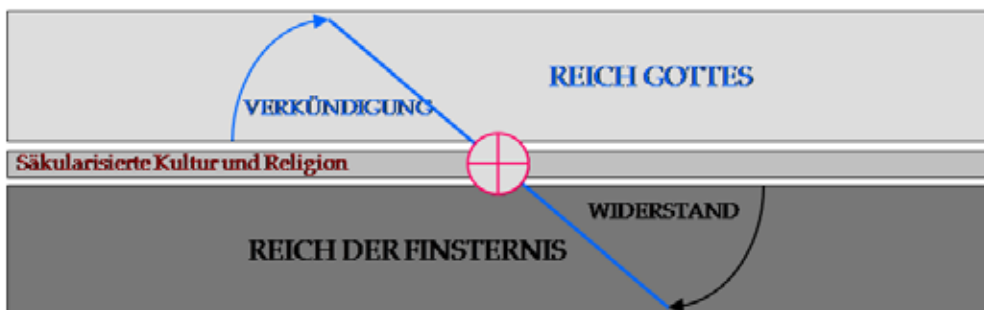 REICH GOTTES
VERKÜNDIGUNG
Säkularisierte Kultur und Religion
WIDERSTAND
REICH DER FINSTERNIS